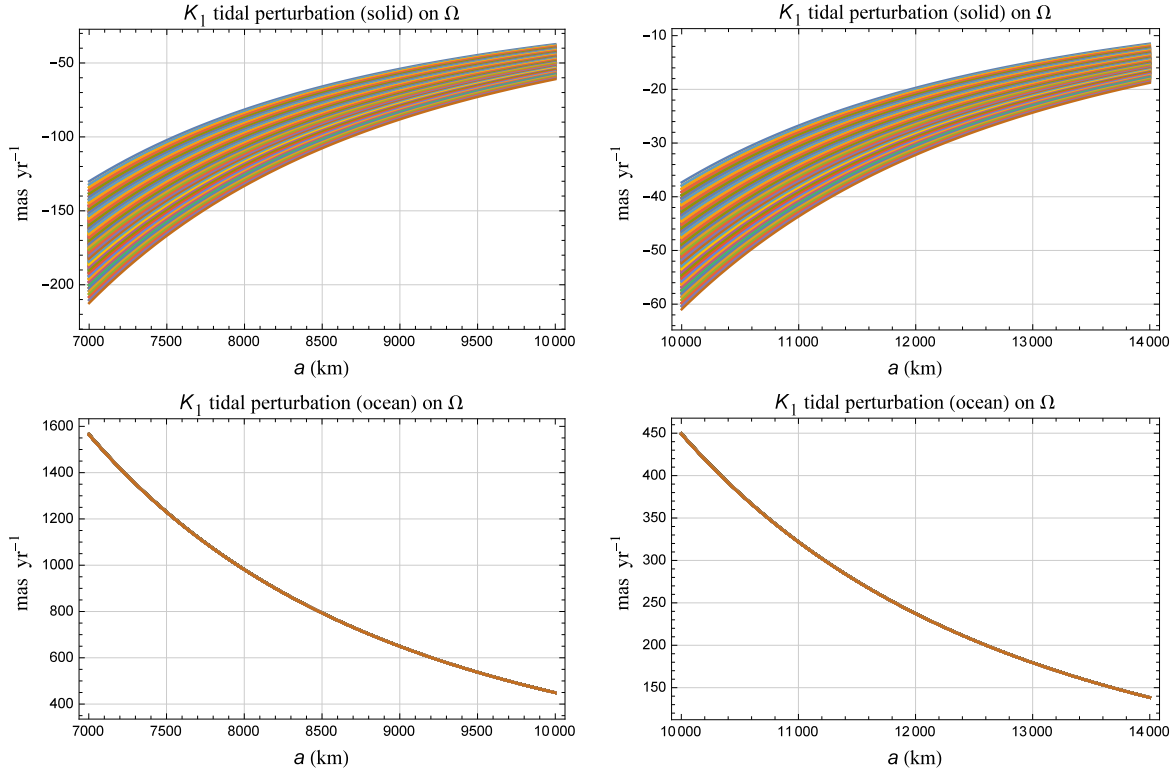 K₁ tidal perturbation (solid) on Ω
mas yr⁻¹
−50
−100
−150
−200
7000 7500 8000 8500 9000 9500 10 000
a (km)
K₁ tidal perturbation (solid) on Ω
mas yr⁻¹
−10
−20
−30
−40
−50
−60
10 000 11 000 12 000 13 000 14 000
a (km)
K₁ tidal perturbation (ocean) on Ω
mas yr⁻¹
1600
1400
1200
1000
800
600
400
7000 7500 8000 8500 9000 9500 10 000
a (km)
K₁ tidal perturbation (ocean) on Ω
mas yr⁻¹
450
400
350
300
250
200
150
10 000 11 000 12 000 13 000 14 000
a (km)